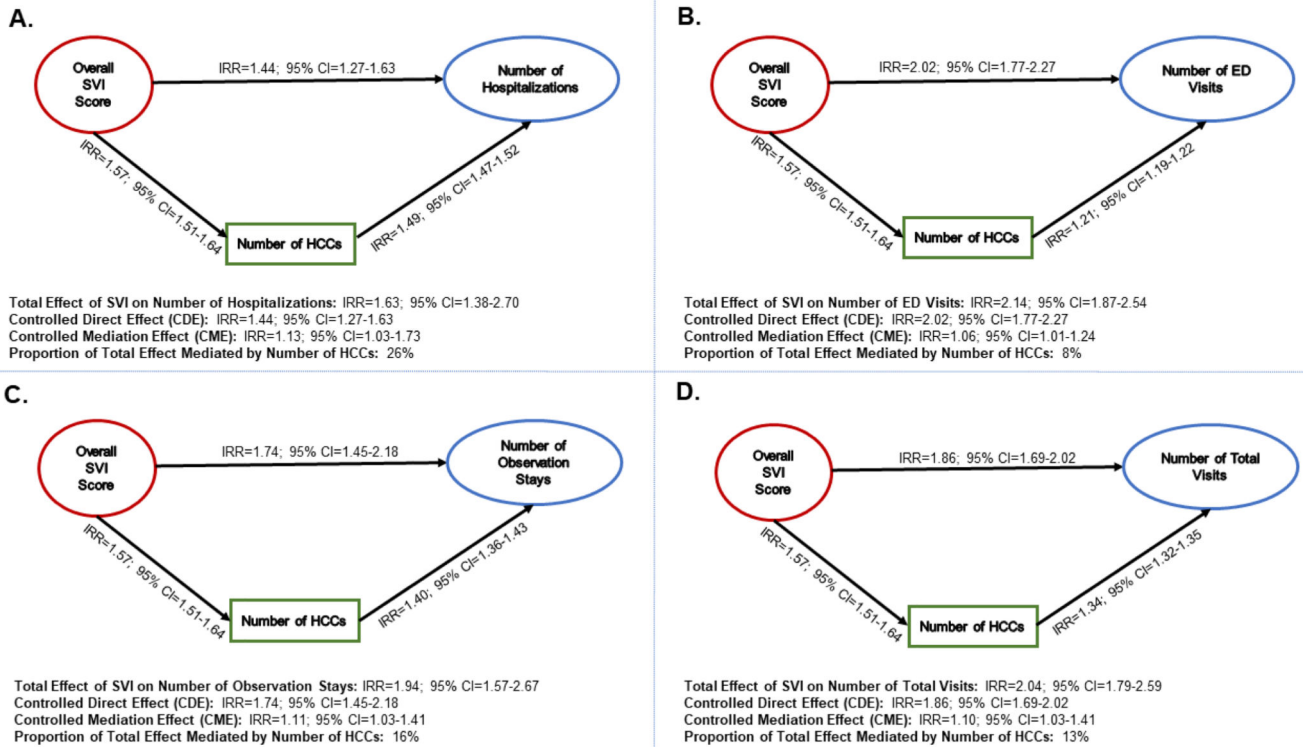 A.
Overall
SVI
Score
IRR=1.44; 95% CI=1.27-1.63
Number of
Hospitalizations
IRR=1.57; 95% CI=1.51-1.64
Number of HCCs
IRR=1.49; 95% CI=1.47-1.52
Total Effect of SVI on Number of Hospitalizations: IRR=1.63; 95% CI=1.38-2.70
Controlled Direct Effect (CDE): IRR=1.44; 95% CI=1.27-1.63
Controlled Mediation Effect (CME): IRR=1.13; 95% CI=1.03-1.73
Proportion of Total Effect Mediated by Number of HCCs: 26%
B.
Overall
SVI
Score
IRR=2.02; 95% CI=1.77-2.27
Number of ED
Visits
IRR=1.57; 95% CI=1.51-1.64
Number of HCCs
IRR=1.21; 95% CI=1.19-1.22
Total Effect of SVI on Number of ED Visits: IRR=2.14; 95% CI=1.87-2.54
Controlled Direct Effect (CDE): IRR=2.02; 95% CI=1.77-2.27
Controlled Mediation Effect (CME): IRR=1.06; 95% CI=1.01-1.24
Proportion of Total Effect Mediated by Number of HCCs: 8%
C.
Overall
SVI
Score
IRR=1.74; 95% CI=1.45-2.18
Number of
Observation
Stays
IRR=1.57; 95% CI=1.51-1.64
Number of HCCs
IRR=1.40; 95% CI=1.36-1.43
Total Effect of SVI on Number of Observation Stays: IRR=1.94; 95% CI=1.57-2.67
Controlled Direct Effect (CDE): IRR=1.74; 95% CI=1.45-2.18
Controlled Mediation Effect (CME): IRR=1.11; 95% CI=1.03-1.41
Proportion of Total Effect Mediated by Number of HCCs: 16%
D.
Overall
SVI
Score
IRR=1.86; 95% CI=1.69-2.02
Number of Total
Visits
IRR=1.57; 95% CI=1.51-1.64
Number of HCCs
IRR=1.34; 95% CI=1.32-1.35
Total Effect of SVI on Number of Total Visits: IRR=2.04; 95% CI=1.79-2.59
Controlled Direct Effect (CDE): IRR=1.86; 95% CI=1.69-2.02
Controlled Mediation Effect (CME): IRR=1.10; 95% CI=1.03-1.41
Proportion of Total Effect Mediated by Number of HCCs: 13%